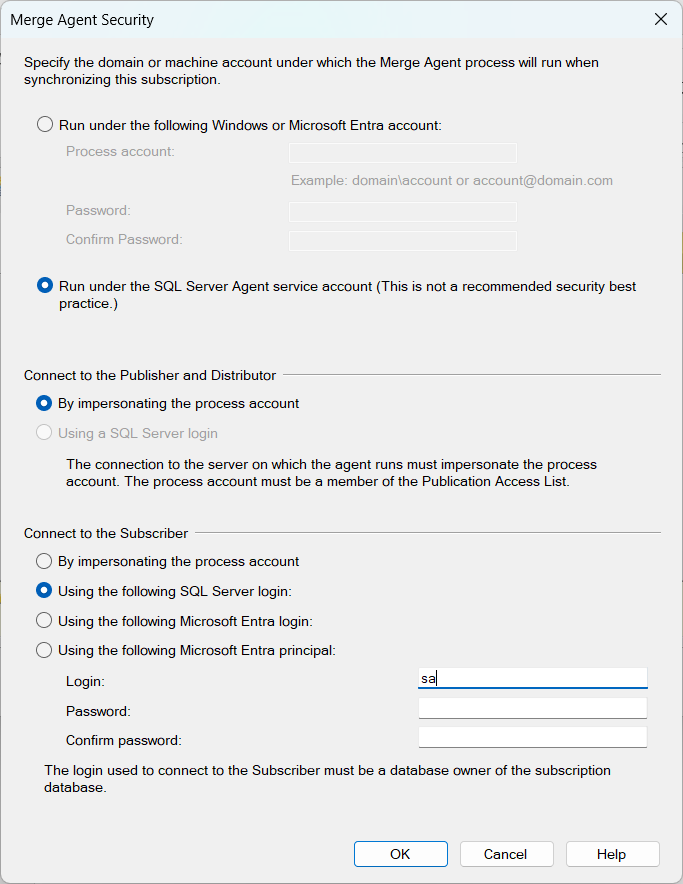 Merge Agent Security
Specify the domain or machine account under which the Merge Agent process will run when
synchronizing this subscription.
Run under the following Windows or Microsoft Entra account:
Process account:
Example: domain\account or account@domain.com
Password:
Confirm Password:
Run under the SQL Server Agent service account (This is not a recommended security best
practice.)
Connect to the Publisher and Distributor
By impersonating the process account
Using a SQL Server login
The connection to the server on which the agent runs must impersonate the process
account. The process account must be a member of the Publication Access List.
Connect to the Subscriber
By impersonating the process account
Using the following SQL Server login:
Using the following Microsoft Entra login:
Using the following Microsoft Entra principal:
Login: sa
Password:
Confirm password:
The login used to connect to the Subscriber must be a database owner of the subscription
database.
OK Cancel Help